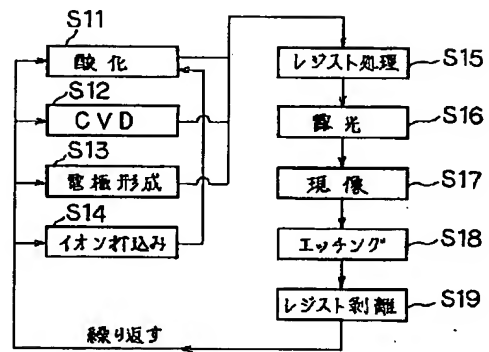 S11
酸化
S12
CVD
S13
電極形成
S14
イオン打込み
レジスト処理
S15
露光
S16
現像
S17
エッチング
S18
レジスト剥離
S19
繰り返す